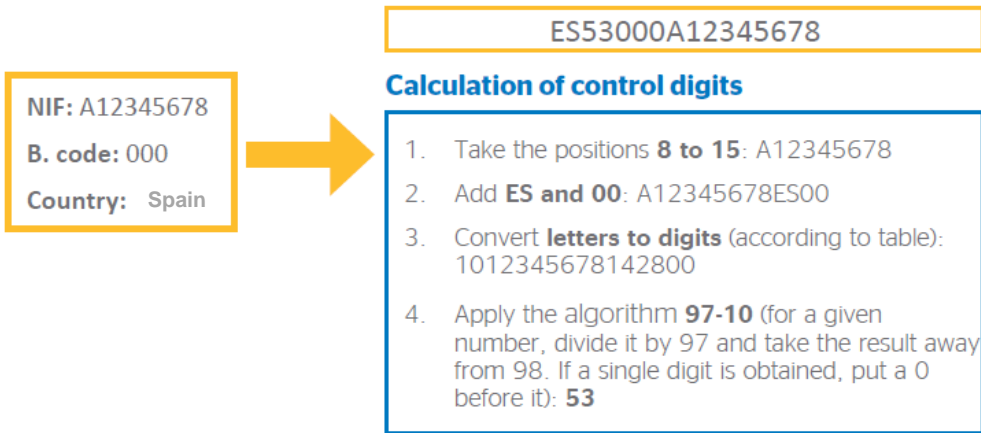 ES53000A12345678
NIF: A12345678
B. code: 000
Country: Spain
Calculation of control digits
1. Take the positions 8 to 15: A12345678
2. Add ES and 00: A12345678ES00
3. Convert letters to digits (according to table):
1012345678142800
4. Apply the algorithm 97-10 (for a given
number, divide it by 97 and take the result away
from 98. If a single digit is obtained, put a 0
before it): 53